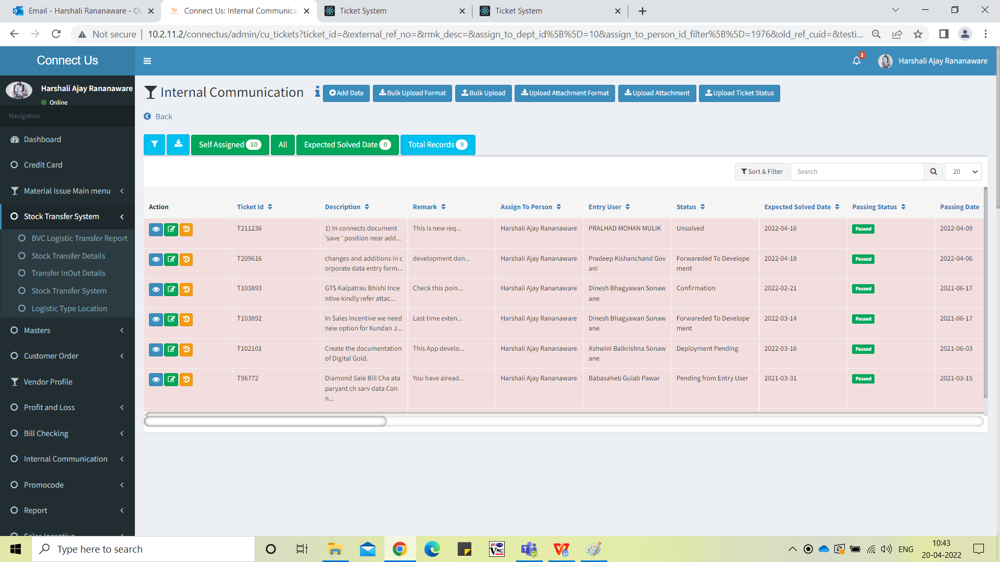 Email - Harshali Rananaware - Ou
Connect Us: Internal Communica
Ticket System
Ticket System
Not secure
10.2.11.2/connectus/admin/cu_tickets?ticket_id=&external_ref_no=&rmk_desc=&assign_to_dept_id%5B%5D=10&assign_to_person_id_filter%5B%5D=1976&old_ref_cuid=&testi...
Connect Us
2
Harshali Ajay Rananaware
Harshali Ajay Rananaware
Online
Navigation
Dashboard
Credit Card
Material Issue Main menu
Stock Transfer System
BVC Logistic Transfer Report
Stock Transfer Details
Transfer InOut Details
Stock Transfer System
Logistic Type Location
Masters
Customer Order
Vendor Profile
Profit and Loss
Bill Checking
Internal Communication
Promocode
Report
Sales Incentive
Internal Communication
Add Data
Bulk Upload Format
Bulk Upload
Upload Attachment Format
Upload Attachment
Upload Ticket Status
Back
Self Assigned 10
All
Expected Solved Date 0
Total Records 9
Sort & Filter
Search
20
Action Ticket Id Description Remark Assign To Person Entry User Status Expected Solved Date Passing Status Passing Date
T211236 1) In connects document This is new req... Harshali Ajay Rananaware PRALHAD MOHAN MULIK Unsolved 2022-04-16 Passed 2022-04-09
'save ' position near add...
T209616 changes and additions in c development don... Harshali Ajay Rananaware Pradeep Kishanchand Gov Forwareded To Develope 2022-04-18 Passed 2022-04-06
orporate data entry form... ani ment
T103893 GTS Kalpatrau Bhishi Ince Check this poin... Harshali Ajay Rananaware Dinesh Bhagyawan Sonaw Confirmation 2022-02-21 Passed 2021-06-17
ntive kindly refer attac... ane
T103892 In Sales Incentive we need Last time exten... Harshali Ajay Rananaware Dinesh Bhagyawan Sonaw Forwareded To Develope 2022-03-14 Passed 2021-06-17
new option for Kundan J... ane ment
T102101 Create the documentation This App develo... Harshali Ajay Rananaware Ashwini Balkrishna Sonaw Deployment Pending 2022-03-16 Passed 2021-06-03
of Digital Gold. ane
T96772 Diamond Sale Bill Cha ata You have alread... Harshali Ajay Rananaware Babasaheb Gulab Pawar Pending from Entry User 2021-03-31 Passed 2021-03-15
paryant ch sarv data Con
n...
Type here to search
VNC
ENG
10:43
20-04-2022